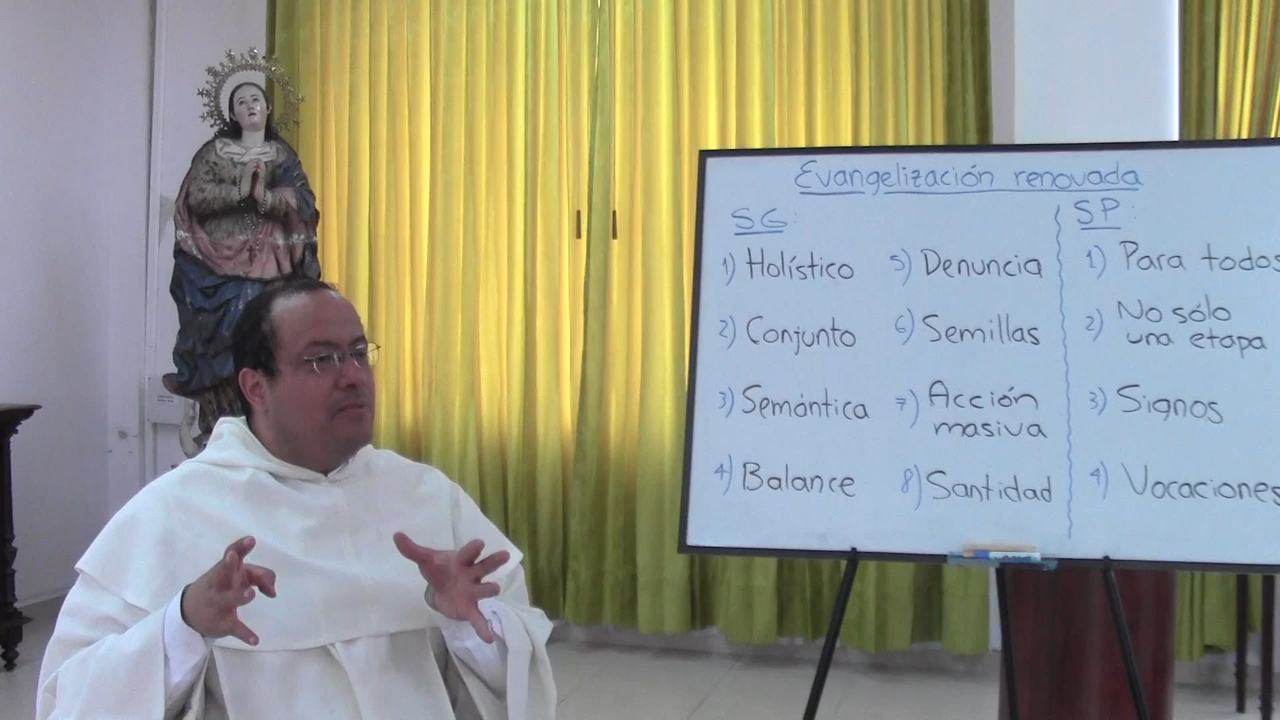 Evangelización renovada
SG:
1) Holístico
2) Conjunto
3) Semántica
4) Balance
5) Denuncia
6) Semillas
7) Acción
masiva
8) Santidad
SP:
1) Para todos
2) No sólo
una etapa
3) Signos
4) Vocaciones